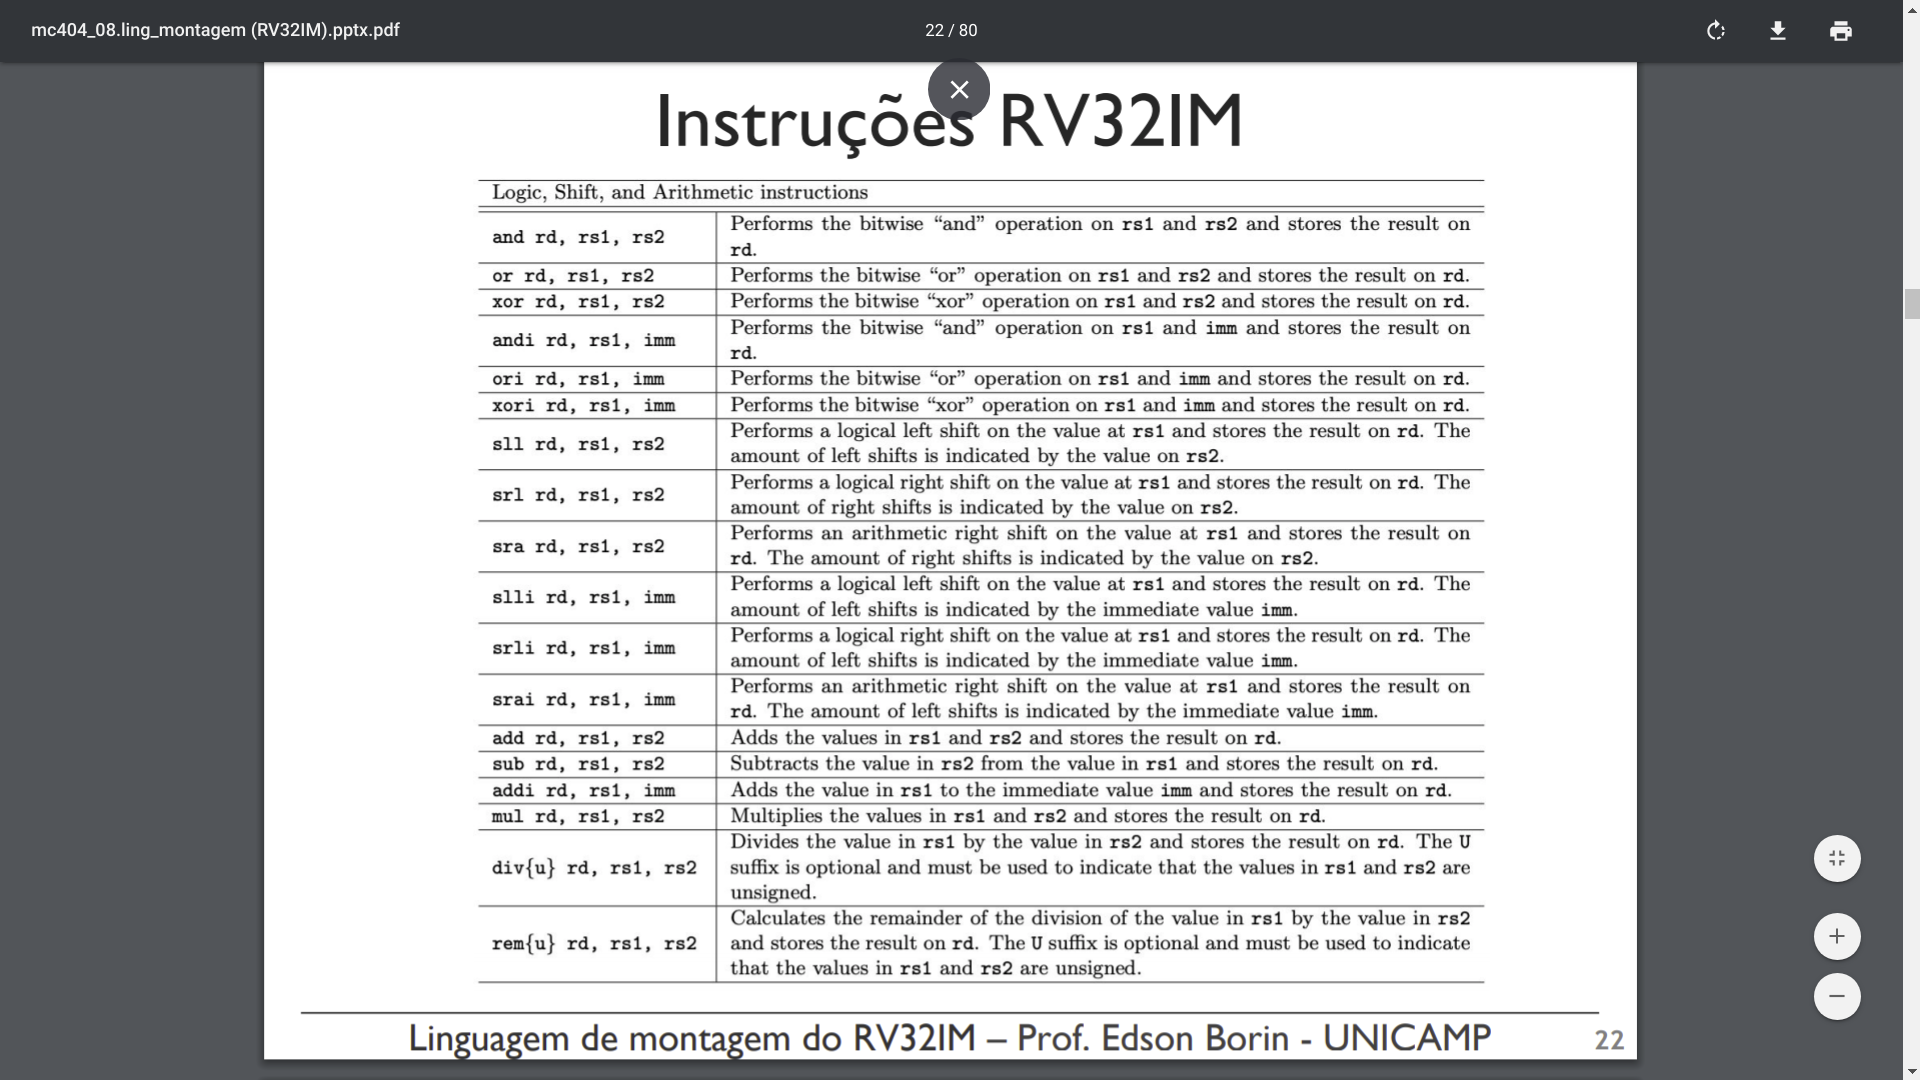 mc404_08.ling_montagem (RV32IM).pptx.pdf
22 / 80
Instruções RV32IM
Logic, Shift, and Arithmetic instructions
and rd, rs1, rs2
Performs the bitwise “and” operation on rs1 and rs2 and stores the result on
rd.
or rd, rs1, rs2
Performs the bitwise “or” operation on rs1 and rs2 and stores the result on rd.
xor rd, rs1, rs2
Performs the bitwise “xor” operation on rs1 and rs2 and stores the result on rd.
andi rd, rs1, imm
Performs the bitwise “and” operation on rs1 and imm and stores the result on
rd.
ori rd, rs1, imm
Performs the bitwise “or” operation on rs1 and imm and stores the result on rd.
xori rd, rs1, imm
Performs the bitwise “xor” operation on rs1 and imm and stores the result on rd.
sll rd, rs1, rs2
Performs a logical left shift on the value at rs1 and stores the result on rd. The
amount of left shifts is indicated by the value on rs2.
srl rd, rs1, rs2
Performs a logical right shift on the value at rs1 and stores the result on rd. The
amount of right shifts is indicated by the value on rs2.
sra rd, rs1, rs2
Performs an arithmetic right shift on the value at rs1 and stores the result on
rd. The amount of right shifts is indicated by the value on rs2.
slli rd, rs1, imm
Performs a logical left shift on the value at rs1 and stores the result on rd. The
amount of left shifts is indicated by the immediate value imm.
srli rd, rs1, imm
Performs a logical right shift on the value at rs1 and stores the result on rd. The
amount of left shifts is indicated by the immediate value imm.
srai rd, rs1, imm
Performs an arithmetic right shift on the value at rs1 and stores the result on
rd. The amount of left shifts is indicated by the immediate value imm.
add rd, rs1, rs2
Adds the values in rs1 and rs2 and stores the result on rd.
sub rd, rs1, rs2
Subtracts the value in rs2 from the value in rs1 and stores the result on rd.
addi rd, rs1, imm
Adds the value in rs1 to the immediate value imm and stores the result on rd.
mul rd, rs1, rs2
Multiplies the values in rs1 and rs2 and stores the result on rd.
div{u} rd, rs1, rs2
Divides the value in rs1 by the value in rs2 and stores the result on rd. The U
suffix is optional and must be used to indicate that the values in rs1 and rs2 are
unsigned.
rem{u} rd, rs1, rs2
Calculates the remainder of the division of the value in rs1 by the value in rs2
and stores the result on rd. The U suffix is optional and must be used to indicate
that the values in rs1 and rs2 are unsigned.
Linguagem de montagem do RV32IM – Prof. Edson Borin - UNICAMP
22